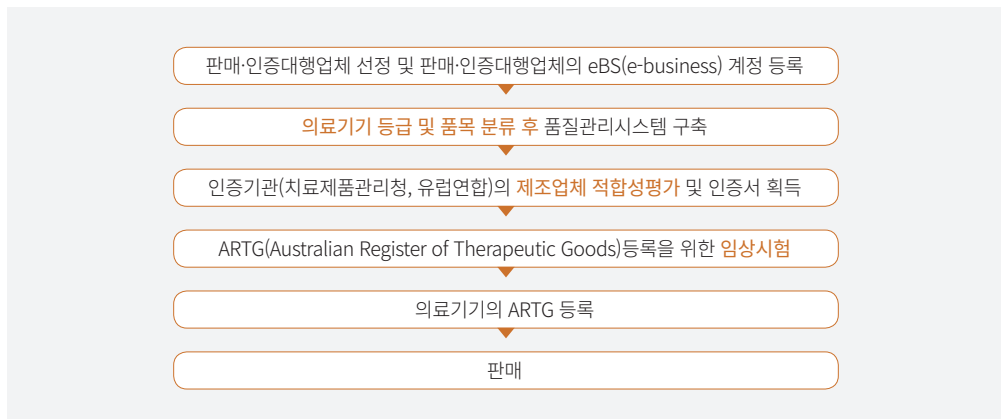 판매·인증대행업체 선정 및 판매·인증대행업체의 eBS(e-business) 계정 등록
의료기기 등급 및 품목 분류 후 품질관리시스템 구축
인증기관(치료제품관리청, 유럽연합)의 제조업체 적합성평가 및 인증서 획득
ARTG(Australian Register of Therapeutic Goods)등록을 위한 임상시험
의료기기의 ARTG 등록
판매